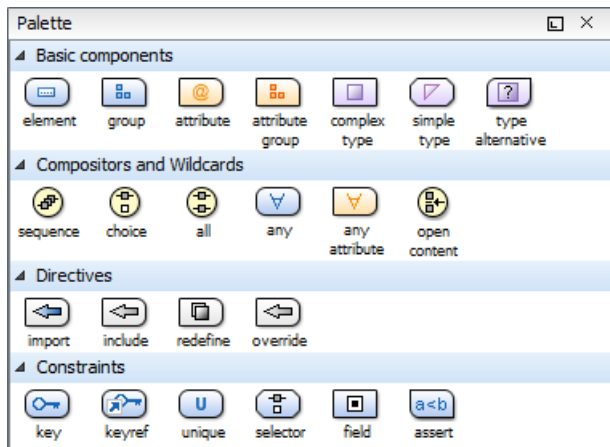 Palette
Basic components
element group attribute attribute group complex type simple type type alternative
Compositors and Wildcards
sequence choice all any any attribute open content
Directives
import include redefine override
Constraints
U a<b
key keyref unique selector field assert